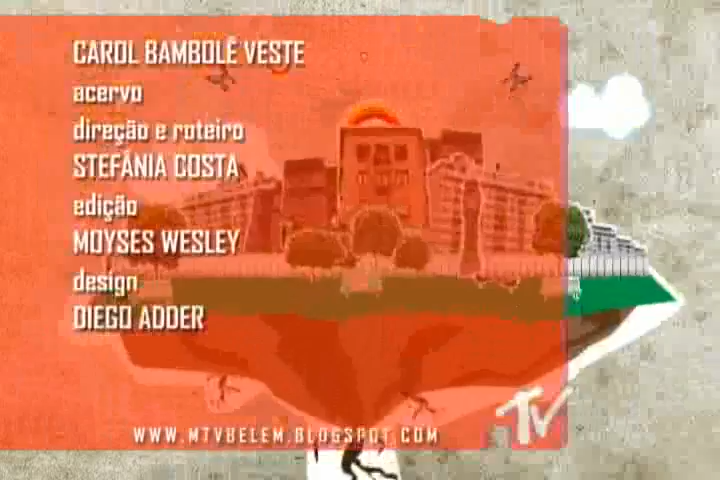 CAROL BAMBOLÊ VESTE
acervo
direção e roteiro
STEFÂNIA COSTA
edição
MOYSES WESLEY
design
DIEGO ADDER
WWW.MTVBELEM.BLOGSPOT.COM
MTV